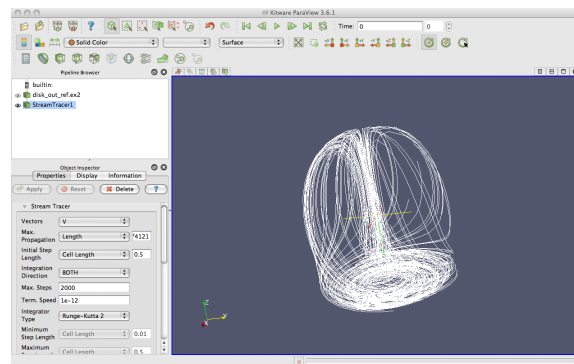 Kitware ParaView 3.6.1
Time: 0
0
Solid Color
Surface
Pipeline Browser
builtin:
disk_out_ref.ex2
StreamTracer1
Object Inspector
Properties Display Information
Apply Reset Delete ?
Stream Tracer
Vectors V
Max. Propagation Length 74121
Initial Step Length Cell Length 0.5
Integration Direction BOTH
Max. Steps 2000
Term. Speed 1e-12
Integrator Type Runge-Kutta 2
Minimum Step Length Cell Length 0.01
Maximum Cell Length 0.5
Z
Y
X